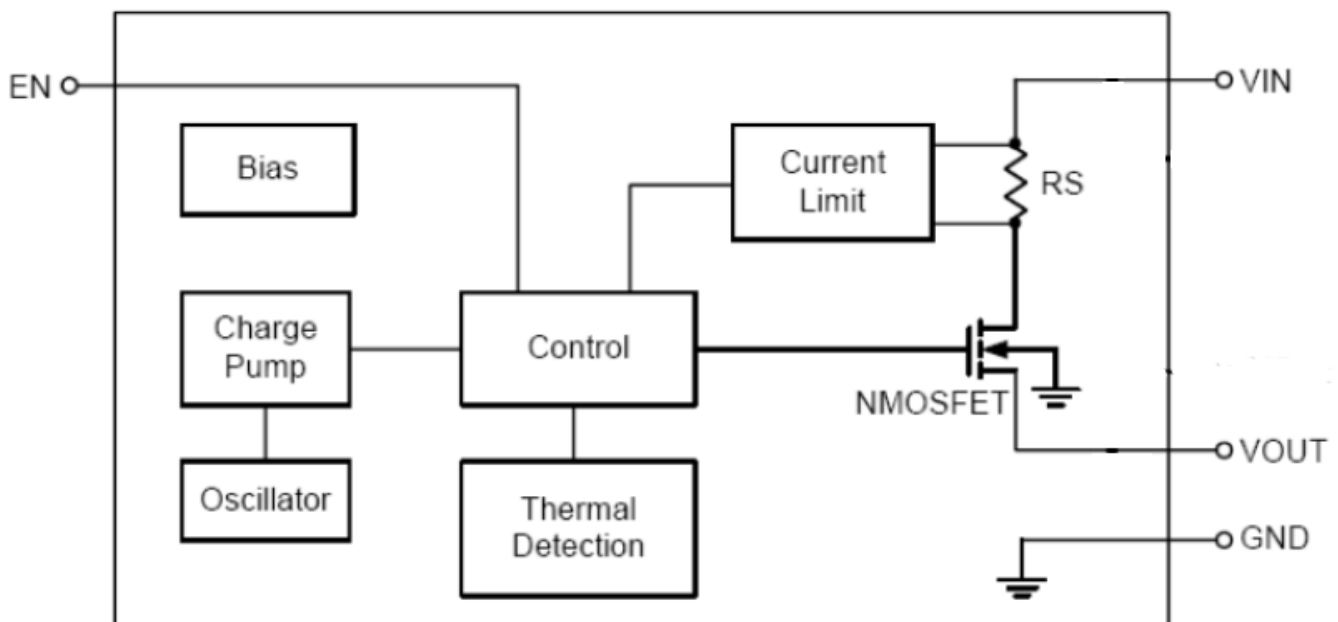 EN
VIN
Bias
Current
Limit
RS
Charge
Pump
Control
NMOSFET
VOUT
Oscillator
Thermal
Detection
GND